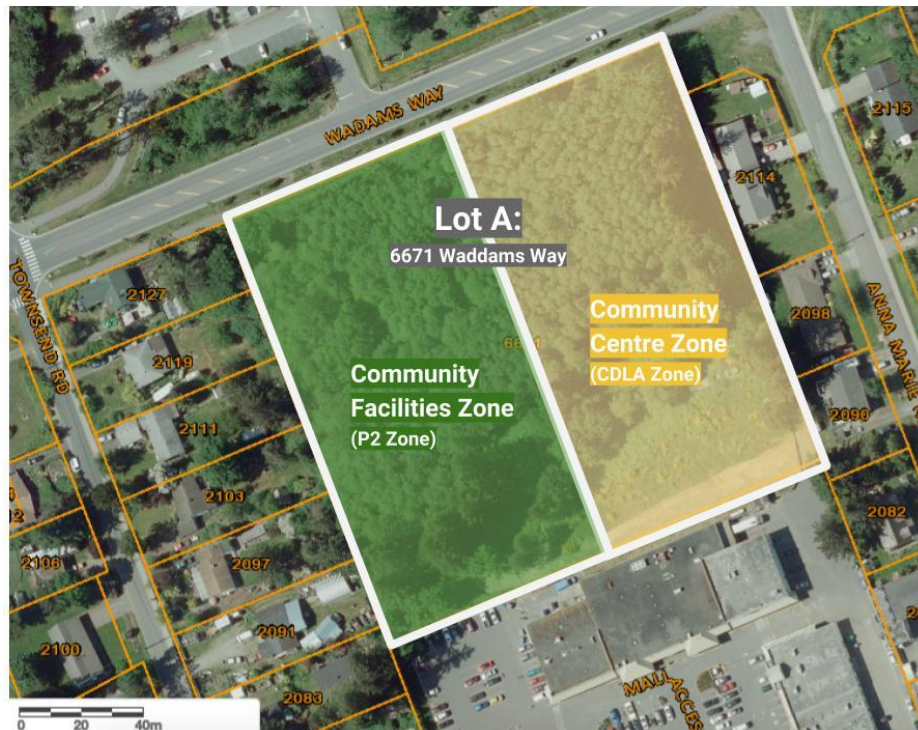 WADAMS WAY
2115
2114
Lot A:
6671 Waddams Way
TOWNSEND RD
2127
ANNA MARIE
2098
Community
Centre Zone
(CDLA Zone)
2119
Community
Facilities Zone
(P2 Zone)
2111
2090
2103
2082
2106
2097
2091
2100
2083
MALL ACCES
0 20 40m